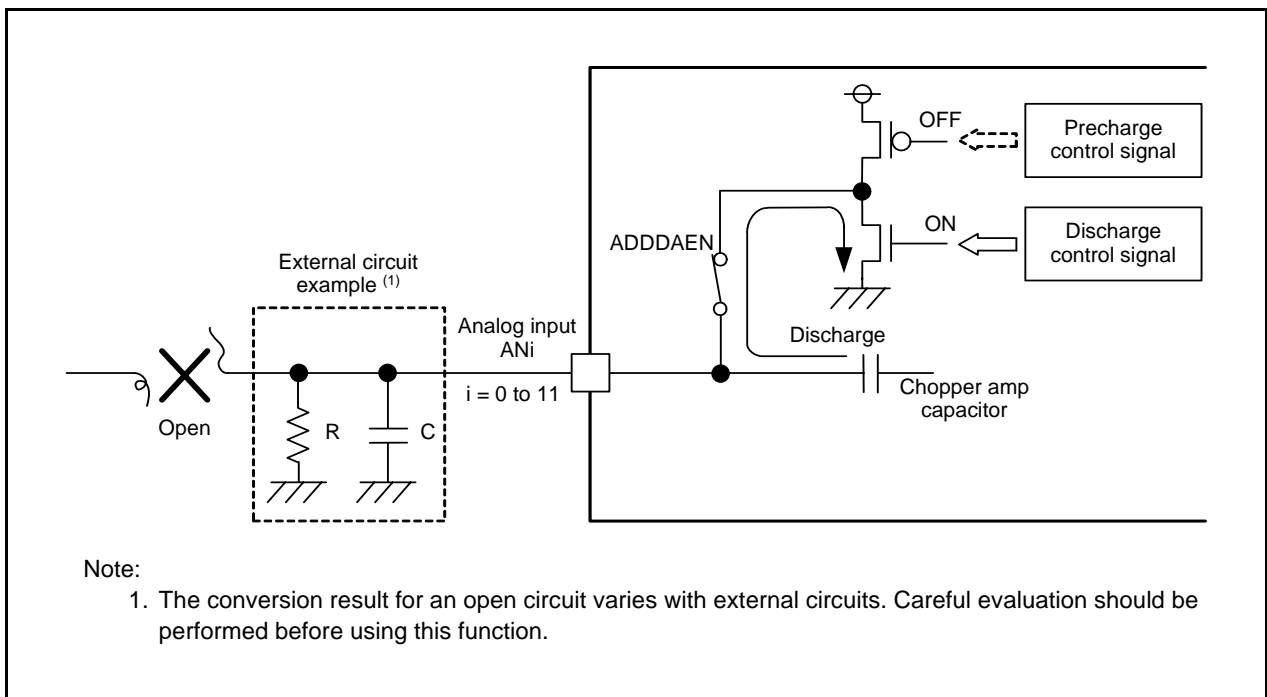 OFF
Precharge
control signal
ON
Discharge
control signal
ADDDAEN
External circuit
example (1)
Analog input
ANi
i = 0 to 11
Discharge
Chopper amp
capacitor
Open
R
C
Note:
1. The conversion result for an open circuit varies with external circuits. Careful evaluation should be
performed before using this function.